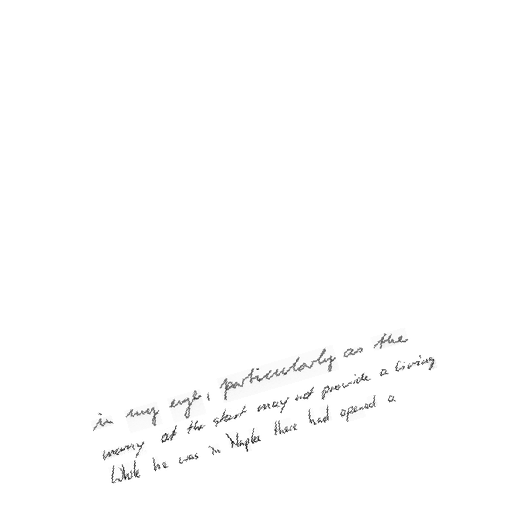 in my eyes, particularly as the
money at the start may not provide a living
While he was in Naples there had opened a